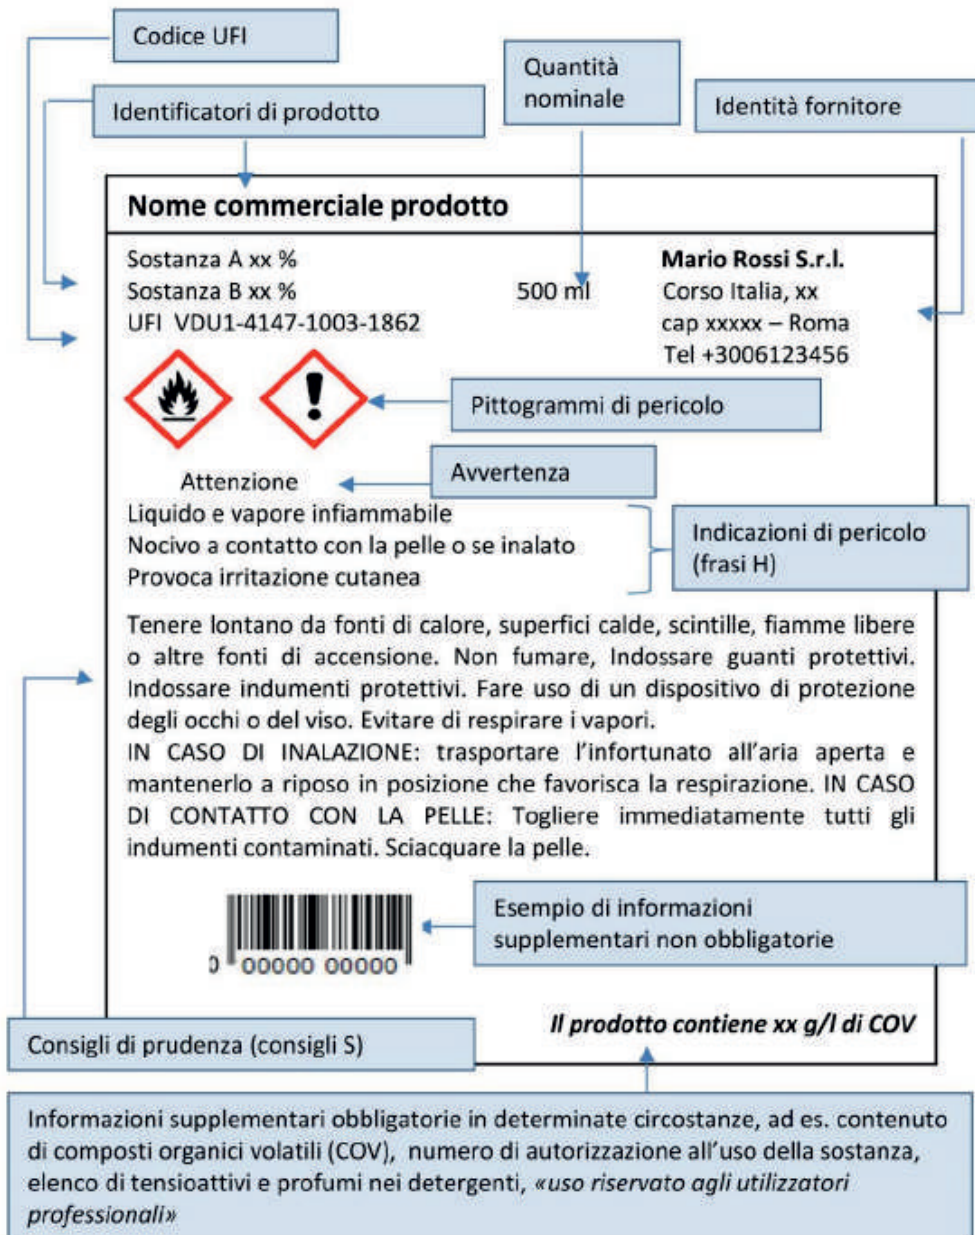 Codice UFI
Quantità
nominale
Identificatori di prodotto
Identità fornitore
Nome commerciale prodotto
Sostanza A xx %
Sostanza B xx %
UFI VDU1-4147-1003-1862
500 ml
Mario Rossi S.r.l.
Corso Italia, xx
cap xxxxx – Roma
Tel +3006123456
Pittogrammi di pericolo
Avvertenza
Attenzione
Liquido e vapore infiammabile
Nocivo a contatto con la pelle o se inalato
Provoca irritazione cutanea
Indicazioni di pericolo
(frasi H)
Tenere lontano da fonti di calore, superfici calde, scintille, fiamme libere
o altre fonti di accensione. Non fumare, Indossare guanti protettivi.
Indossare indumenti protettivi. Fare uso di un dispositivo di protezione
degli occhi o del viso. Evitare di respirare i vapori.
IN CASO DI INALAZIONE: trasportare l'infortunato all'aria aperta e
mantenerlo a riposo in posizione che favorisca la respirazione. IN CASO
DI CONTATTO CON LA PELLE: Togliere immediatamente tutti gli
indumenti contaminati. Sciacquare la pelle.
0 00000 00000
Esempio di informazioni
supplementari non obbligatorie
Il prodotto contiene xx g/l di COV
Consigli di prudenza (consigli S)
Informazioni supplementari obbligatorie in determinate circostanze, ad es. contenuto
di composti organici volatili (COV), numero di autorizzazione all'uso della sostanza,
elenco di tensioattivi e profumi nei detergenti, «uso riservato agli utilizzatori
professionali»